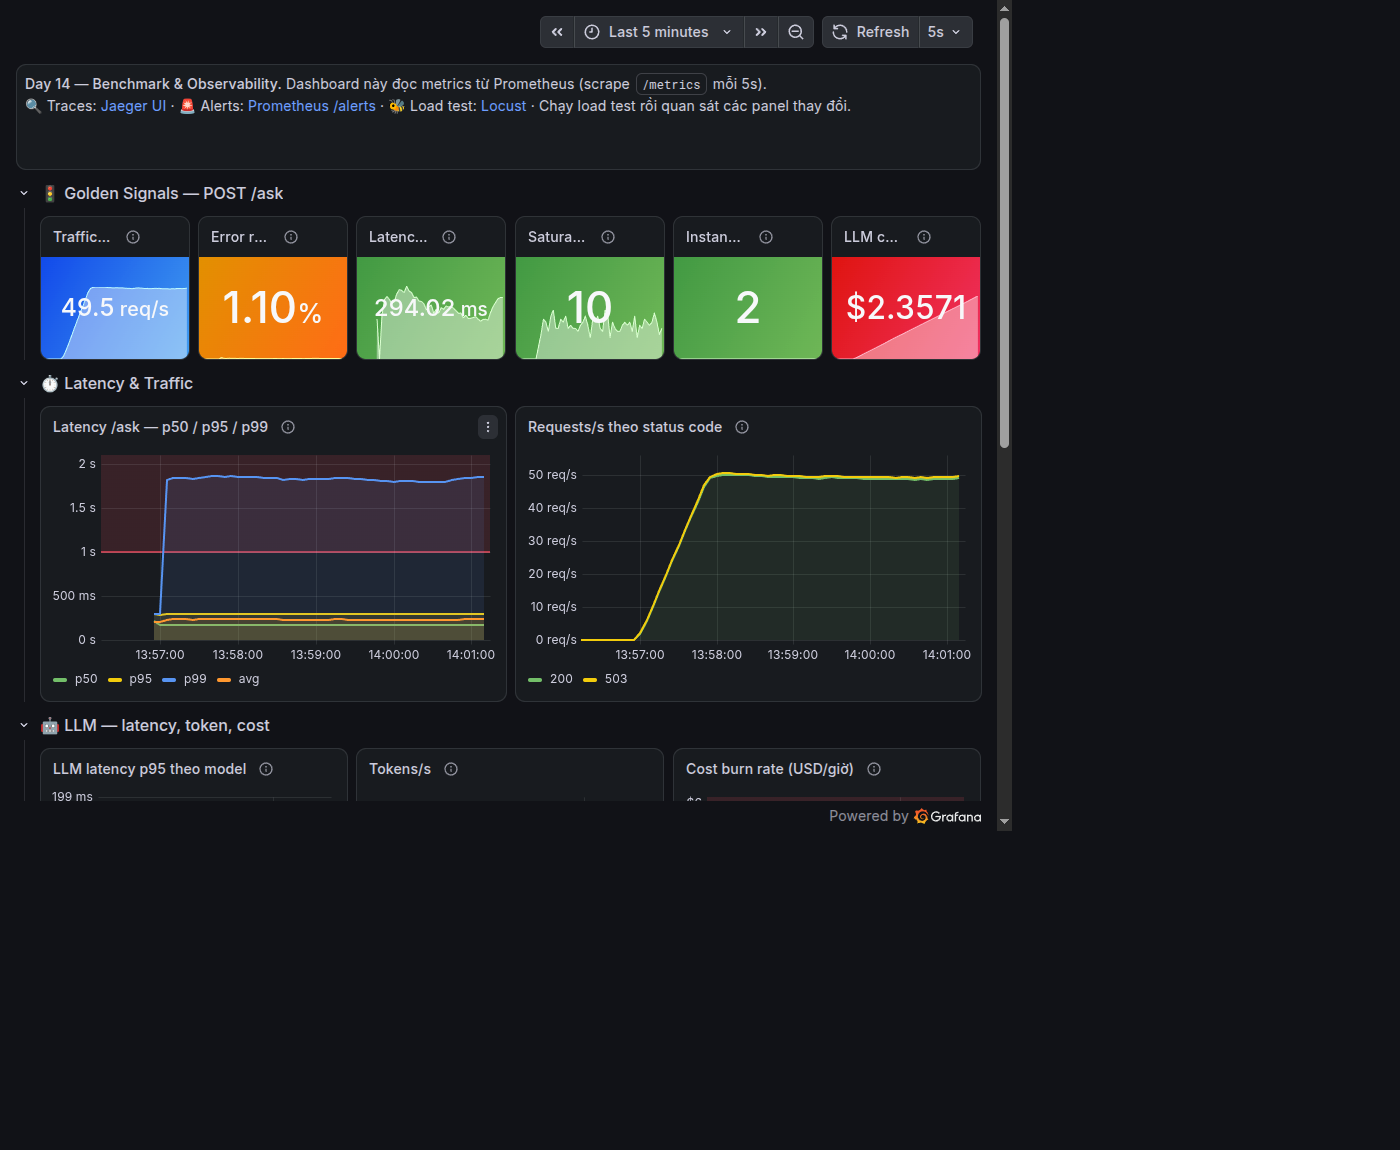 Last 5 minutes Refresh 5s
Day 14 — Benchmark & Observability. Dashboard này đọc metrics từ Prometheus (scrape /metrics mỗi 5s).
🔍 Traces: Jaeger UI · 🚨 Alerts: Prometheus /alerts · 🐝 Load test: Locust · Chạy load test rồi quan sát các panel thay đổi.
🚦 Golden Signals — POST /ask
Traffic... Error r... Latenc... Satura... Instan... LLM c...
49.5 req/s 1.10% 294.02 ms 10 2 $2.3571
⏱️ Latency & Traffic
Latency /ask — p50 / p95 / p99
2 s
1.5 s
1 s
500 ms
0 s
13:57:00 13:58:00 13:59:00 14:00:00 14:01:00
p50 p95 p99 avg
Requests/s theo status code
50 req/s
40 req/s
30 req/s
20 req/s
10 req/s
0 req/s
13:57:00 13:58:00 13:59:00 14:00:00 14:01:00
200 503
🤖 LLM — latency, token, cost
LLM latency p95 theo model
199 ms
Tokens/s
Cost burn rate (USD/giờ)
Powered by Grafana